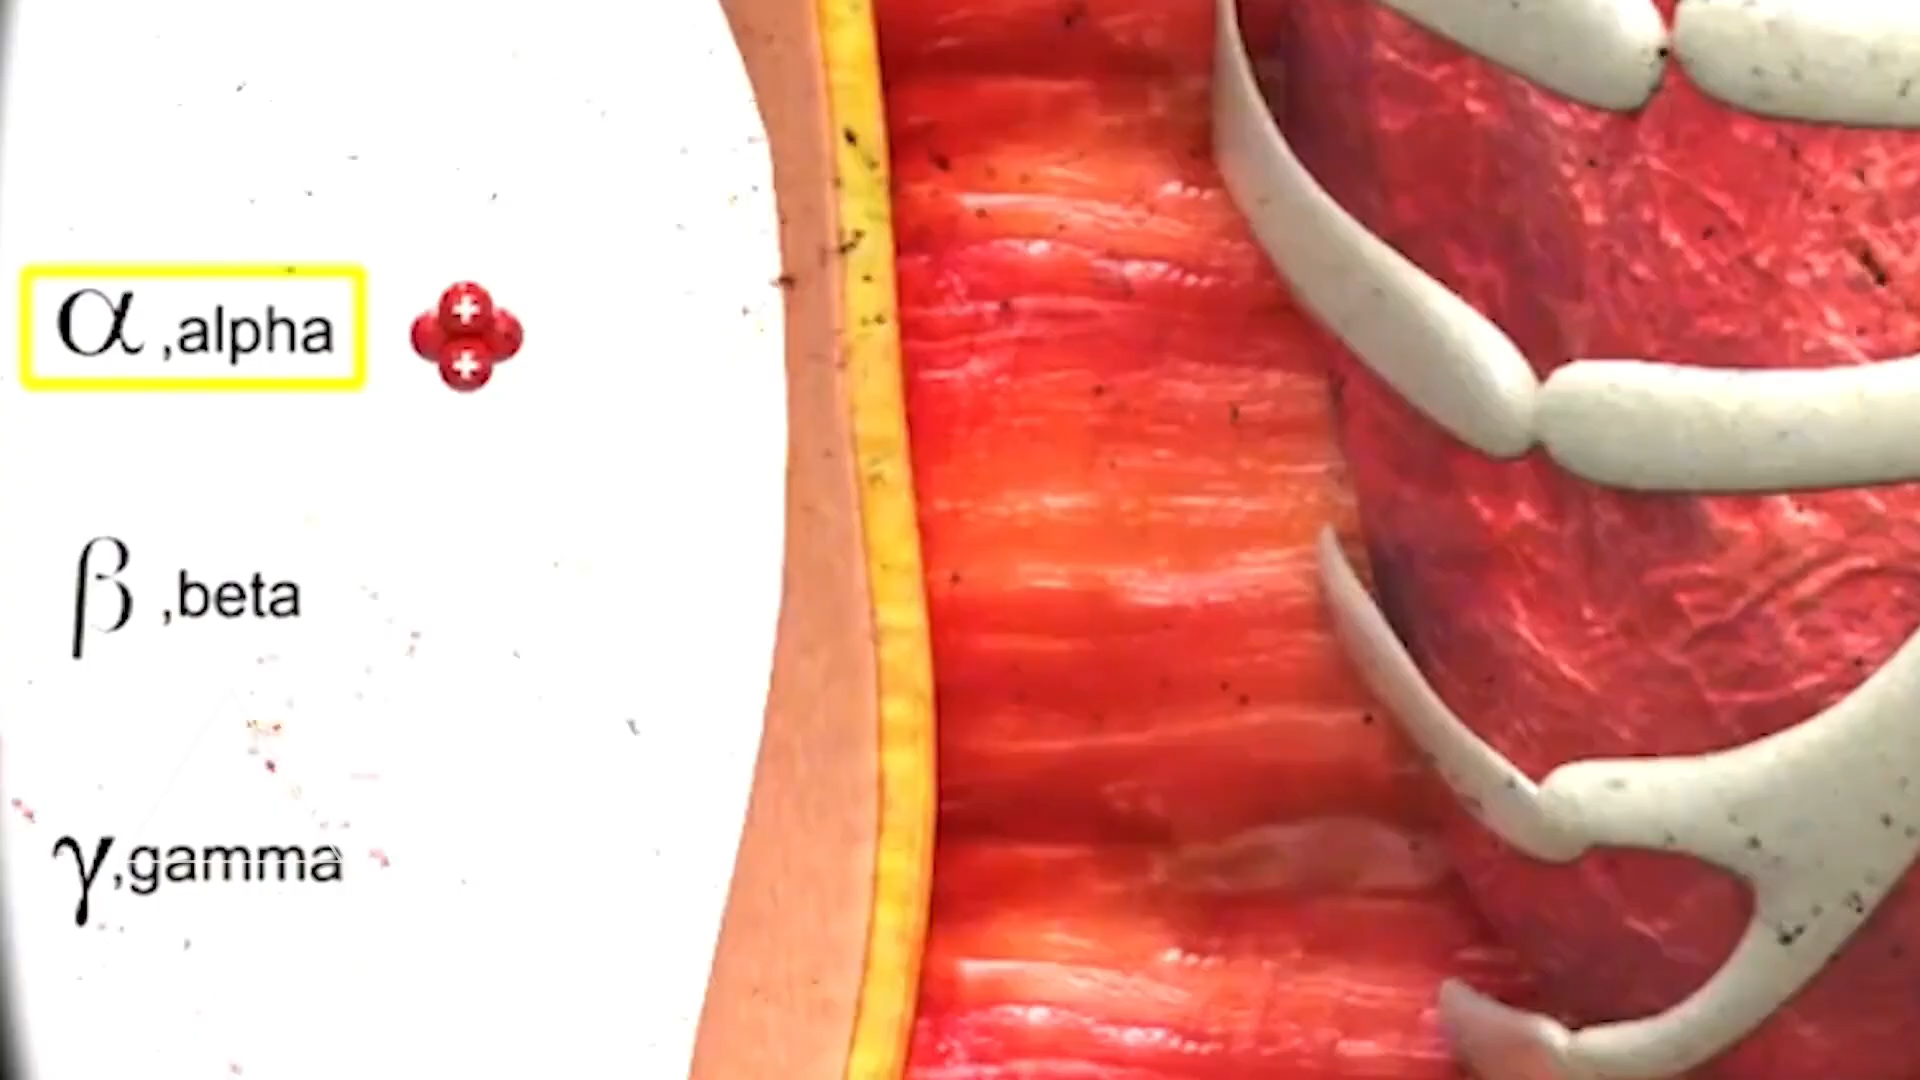 α ,alpha
β ,beta
γ,gamma